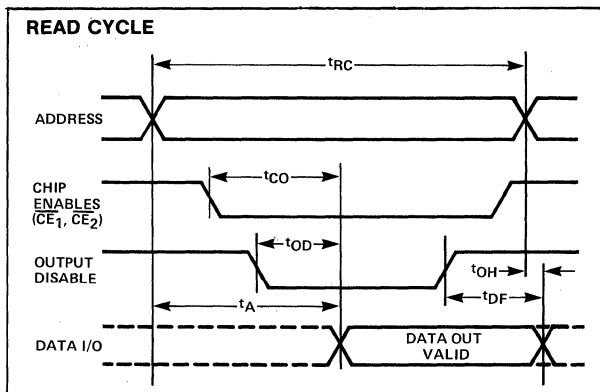 READ CYCLE
tRC
ADDRESS
tCO
CHIP
ENABLES
(CE1, CE2)
tOD
OUTPUT
DISABLE
tOH
tDF
tA
DATA I/O
DATA OUT
VALID